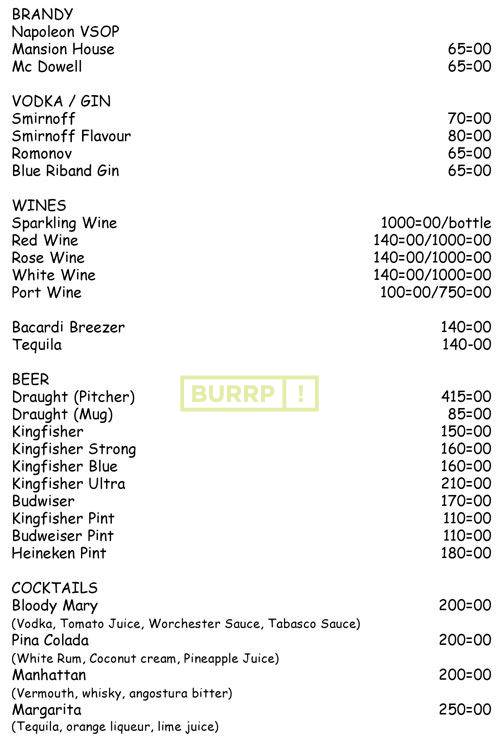 BRANDY
Napoleon VSOP
Mansion House 65=00
Mc Dowell 65=00
VODKA / GIN
Smirnoff 70=00
Smirnoff Flavour 80=00
Romonov 65=00
Blue Riband Gin 65=00
WINES
Sparkling Wine 1000=00/bottle
Red Wine 140=00/1000=00
Rose Wine 140=00/1000=00
White Wine 140=00/1000=00
Port Wine 100=00/750=00
Bacardi Breezer 140=00
Tequila 140-00
BEER
Draught (Pitcher) 415=00
BURRP!
Draught (Mug) 85=00
Kingfisher 150=00
Kingfisher Strong 160=00
Kingfisher Blue 160=00
Kingfisher Ultra 210=00
Budwiser 170=00
Kingfisher Pint 110=00
Budweiser Pint 110=00
Heineken Pint 180=00
COCKTAILS
Bloody Mary 200=00
(Vodka, Tomato Juice, Worchester Sauce, Tabasco Sauce)
Pina Colada 200=00
(White Rum, Coconut cream, Pineapple Juice)
Manhattan 200=00
(Vermouth, whisky, angostura bitter)
Margarita 250=00
(Tequila, orange liqueur, lime juice)